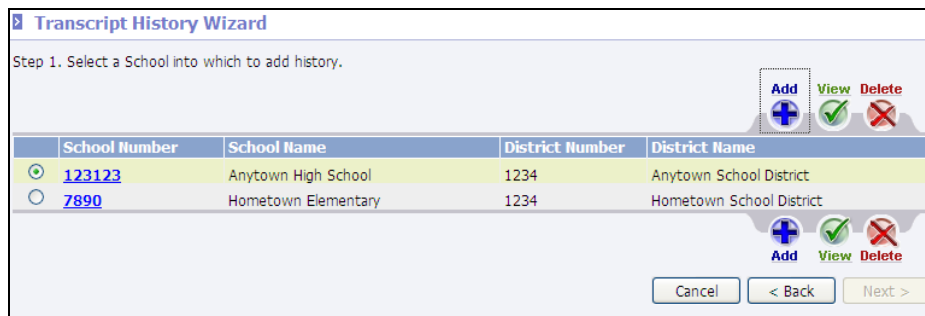 Transcript History Wizard
Step 1. Select a School into which to add history.
Add View Delete
School Number School Name District Number District Name
123123 Anytown High School 1234 Anytown School District
7890 Hometown Elementary 1234 Hometown School District
Add View Delete
Cancel < Back Next >